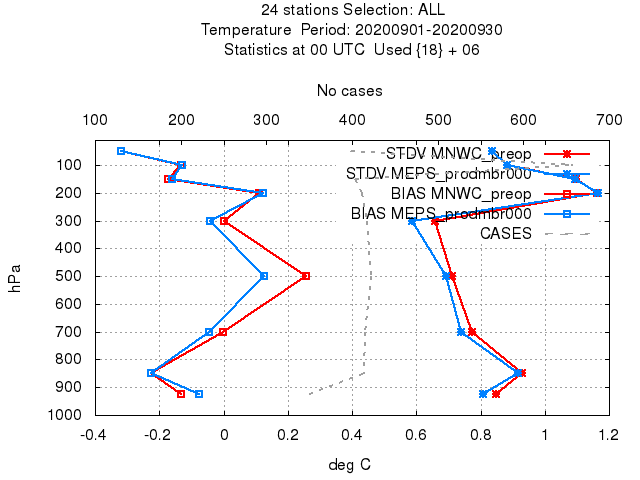 24 stations Selection: ALL
Temperature  Period: 20200901-20200930
Statistics at 00 UTC  Used {18} + 06
No cases
100 200 300 400 500 600 700
STDV MNWC_preop
STDV MEPS_prodmbr000
BIAS MNWC_preop
BIAS MEPS_prodmbr000
CASES
hPa
100
200
300
400
500
600
700
800
900
1000
-0.4 -0.2 0 0.2 0.4 0.6 0.8 1 1.2
deg C